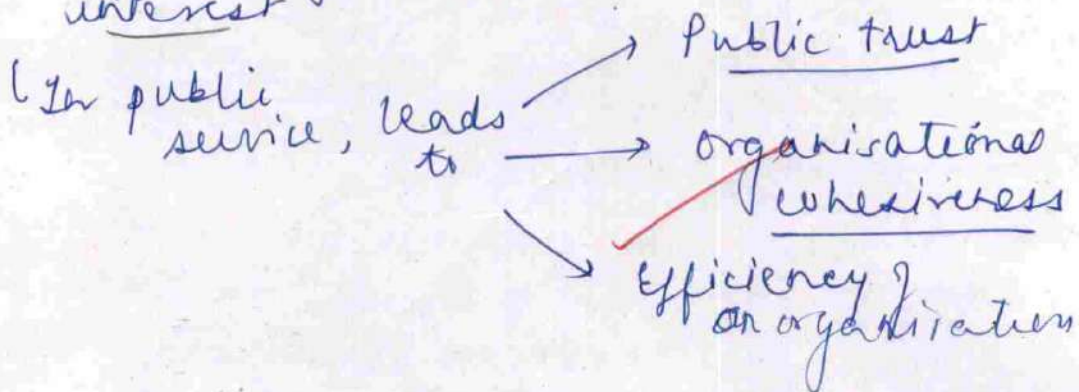 interest
(In public service, leads to
→ Public trust
→ organisational cohesiveness
→ Efficiency of an organisation